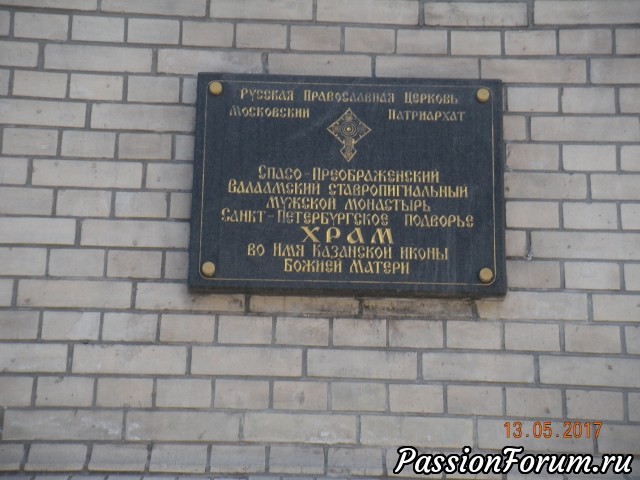 Русская Православная Церковь
Московский Патриархат
Спасо-Преображенский
Валаамский ставропигиальный
мужской монастырь
Санкт-Петербургское подворье
ХРАМ
во имя Казанской иконы
Божией Матери
13.05.2017
PassionForum.ru